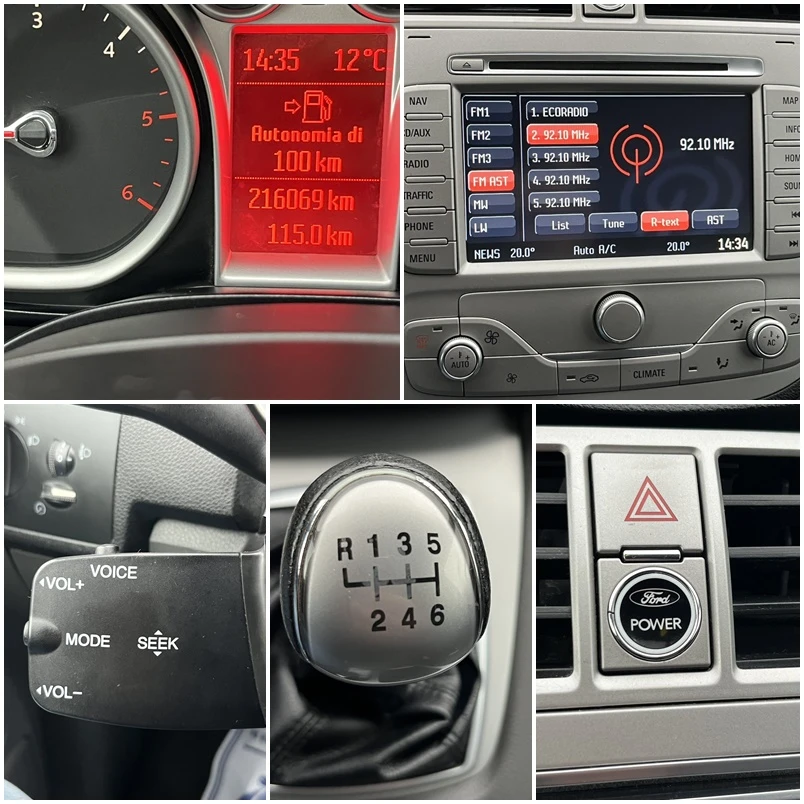 3
4
5
6
14:35 12°C
Autonomia di
100 km
216069 km
115.0 km
NAV
CD/AUX
RADIO
TRAFFIC
PHONE
MENU
FM1
FM2
FM3
FM AST
MW
LW
1. ECORADIO
2. 92.10 MHz
3. 92.10 MHz
4. 92.10 MHz
5. 92.10 MHz
92.10 MHz
List Tune R-text AST
NEWS 20.0° Auto A/C 20.0° 14:34
MAP
INFO
HOM
SOUN
- +
AUTO
CLIMATE
- +
AC
VOICE
VOL+
MODE SEEK
VOL-
R 1 3 5
2 4 6
Ford
POWER